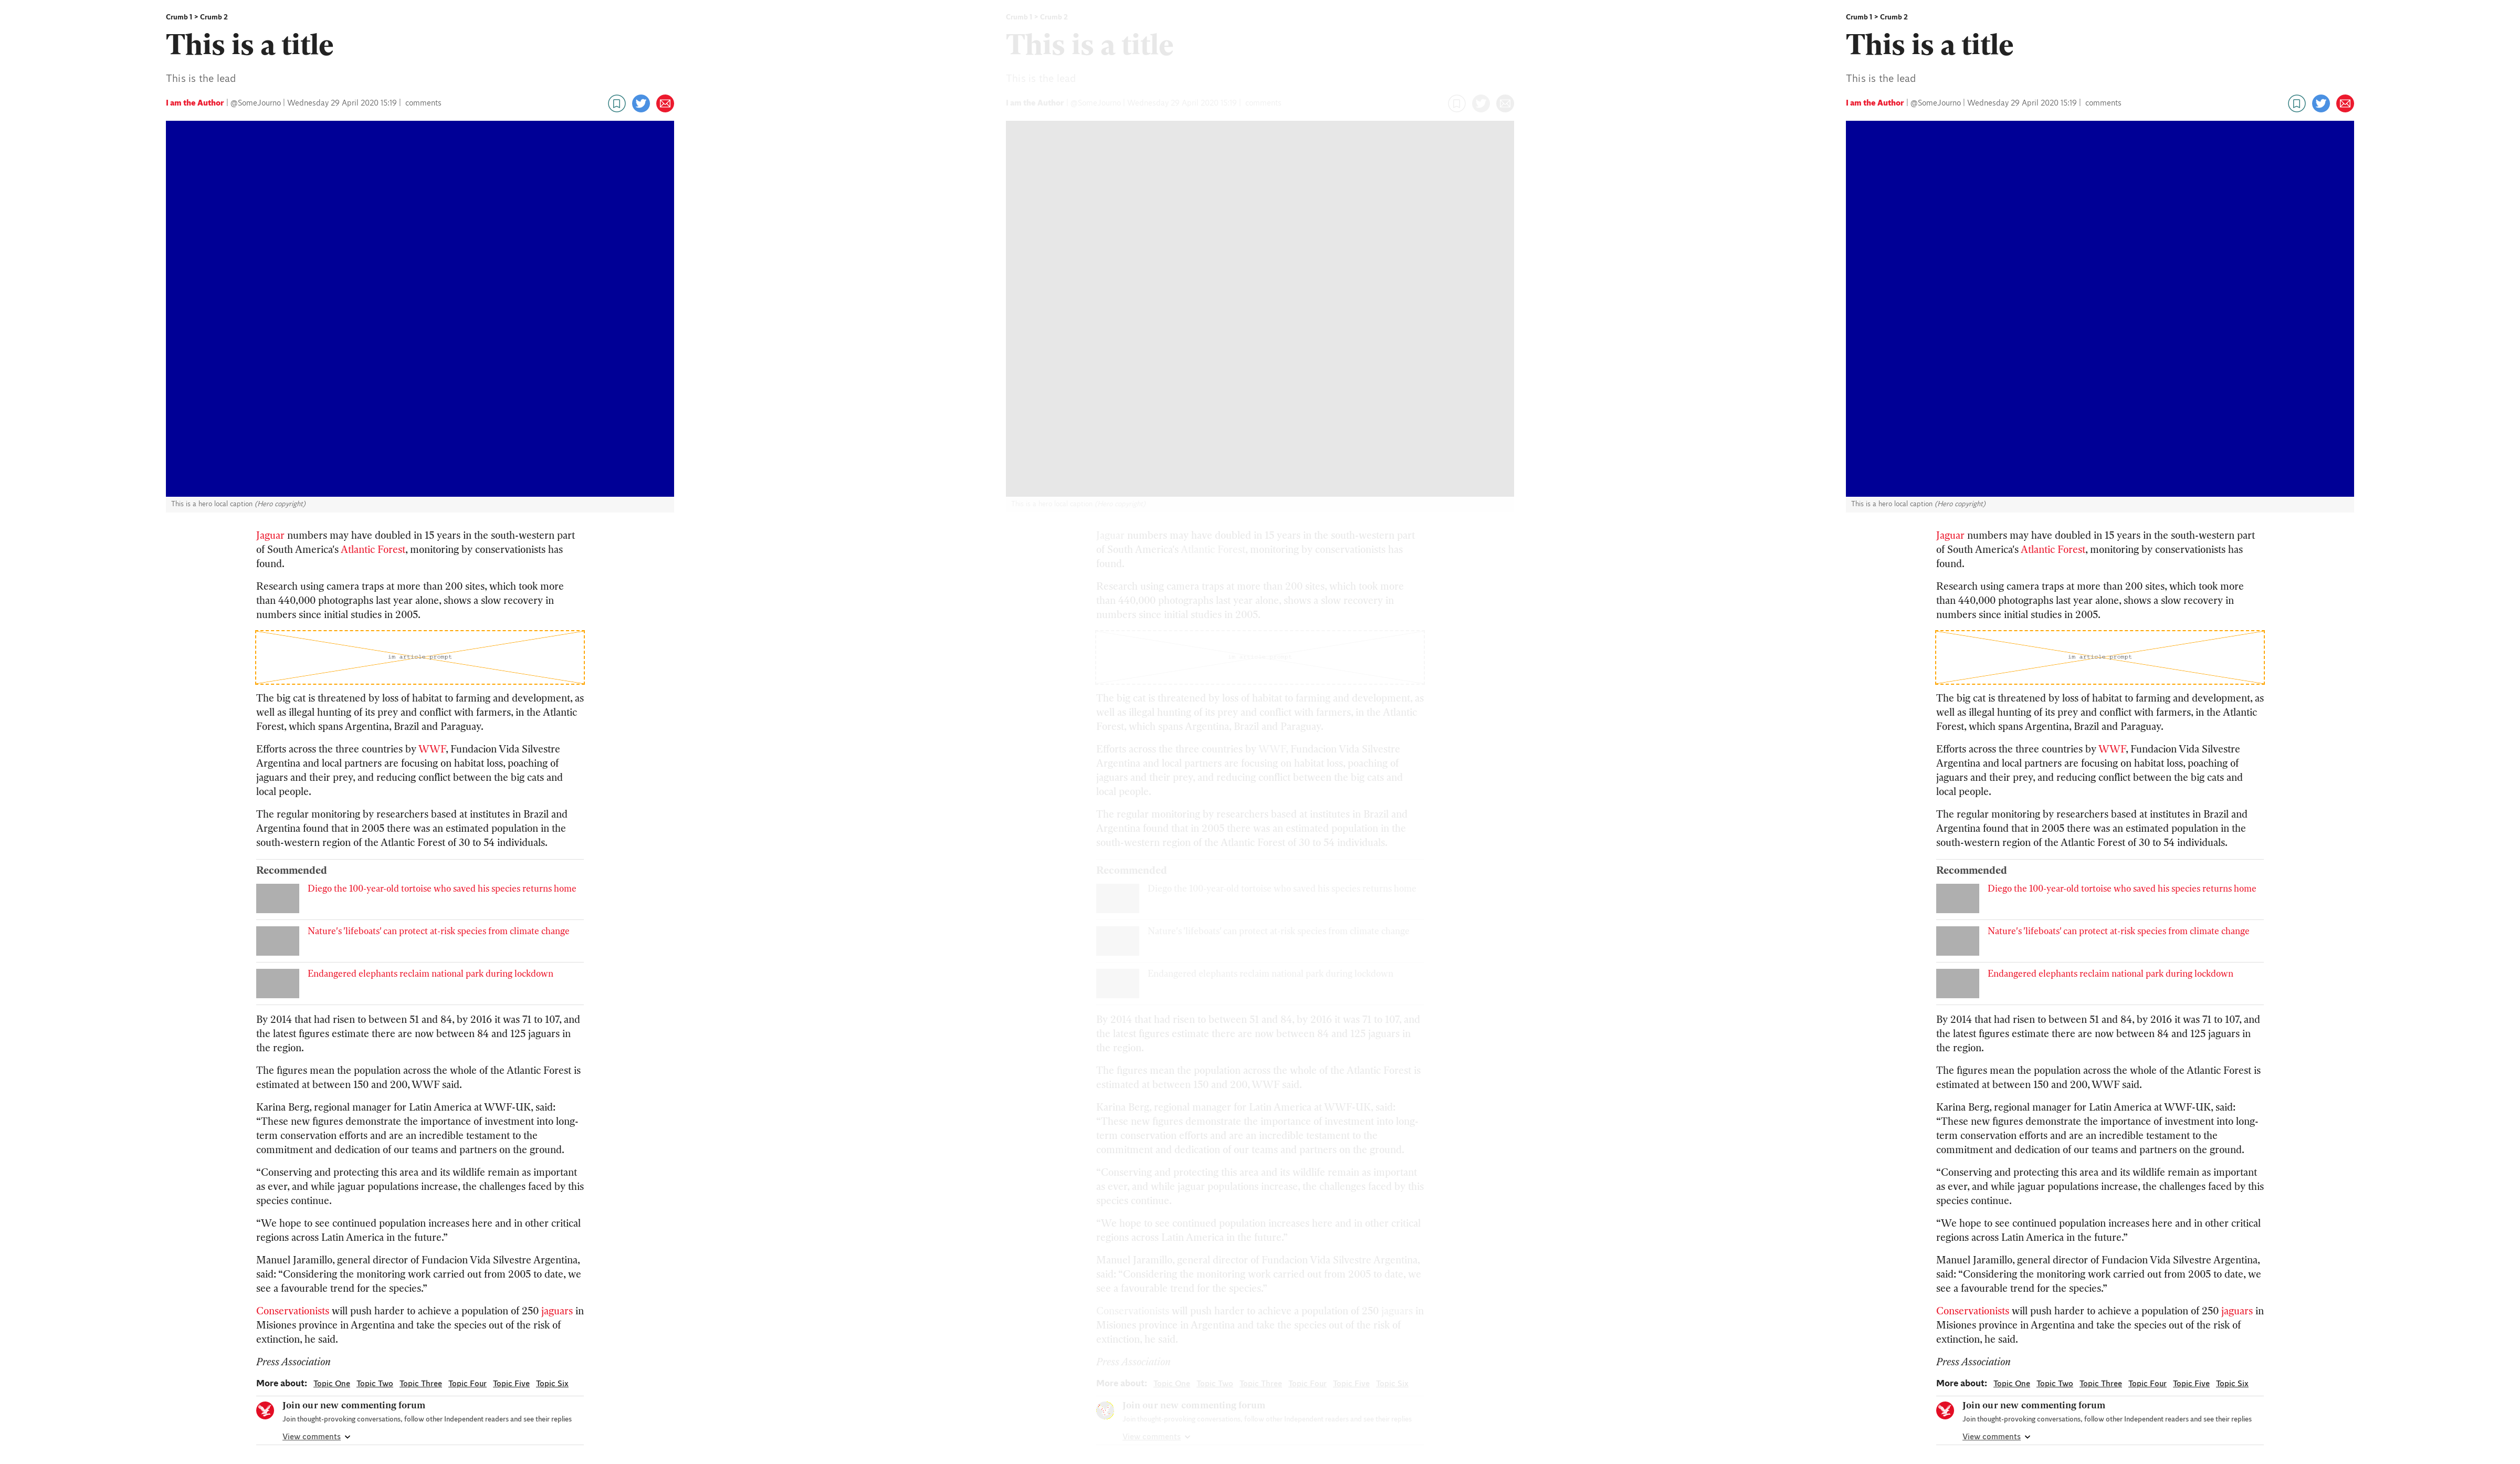 Crumb 1 > Crumb 2
This is a title
This is the lead
I am the Author | @SomeJourno | Wednesday 29 April 2020 15:19 | comments
This is a hero local caption (Hero copyright)
Jaguar numbers may have doubled in 15 years in the south-western part
of South America's Atlantic Forest, monitoring by conservationists has
found.
Research using camera traps at more than 200 sites, which took more
than 440,000 photographs last year alone, shows a slow recovery in
numbers since initial studies in 2005.
im article prompt
The big cat is threatened by loss of habitat to farming and development, as
well as illegal hunting of its prey and conflict with farmers, in the Atlantic
Forest, which spans Argentina, Brazil and Paraguay.
Efforts across the three countries by WWF, Fundacion Vida Silvestre
Argentina and local partners are focusing on habitat loss, poaching of
jaguars and their prey, and reducing conflict between the big cats and
local people.
The regular monitoring by researchers based at institutes in Brazil and
Argentina found that in 2005 there was an estimated population in the
south-western region of the Atlantic Forest of 30 to 54 individuals.
Recommended
Diego the 100-year-old tortoise who saved his species returns home
Nature's 'lifeboats' can protect at-risk species from climate change
Endangered elephants reclaim national park during lockdown
By 2014 that had risen to between 51 and 84, by 2016 it was 71 to 107, and
the latest figures estimate there are now between 84 and 125 jaguars in
the region.
The figures mean the population across the whole of the Atlantic Forest is
estimated at between 150 and 200, WWF said.
Karina Berg, regional manager for Latin America at WWF-UK, said:
“These new figures demonstrate the importance of investment into long-
term conservation efforts and are an incredible testament to the
commitment and dedication of our teams and partners on the ground.
“Conserving and protecting this area and its wildlife remain as important
as ever, and while jaguar populations increase, the challenges faced by this
species continue.
“We hope to see continued population increases here and in other critical
regions across Latin America in the future.”
Manuel Jaramillo, general director of Fundacion Vida Silvestre Argentina,
said: “Considering the monitoring work carried out from 2005 to date, we
see a favourable trend for the species.”
Conservationists will push harder to achieve a population of 250 jaguars in
Misiones province in Argentina and take the species out of the risk of
extinction, he said.
Press Association
More about: Topic One Topic Two Topic Three Topic Four Topic Five Topic Six
Join our new commenting forum
Join thought-provoking conversations, follow other Independent readers and see their replies
View comments
Crumb 1 > Crumb 2
This is a title
This is the lead
I am the Author | @SomeJourno | Wednesday 29 April 2020 15:19 | comments
This is a hero local caption (Hero copyright)
Jaguar numbers may have doubled in 15 years in the south-western part
of South America's Atlantic Forest, monitoring by conservationists has
found.
Research using camera traps at more than 200 sites, which took more
than 440,000 photographs last year alone, shows a slow recovery in
numbers since initial studies in 2005.
im article prompt
The big cat is threatened by loss of habitat to farming and development, as
well as illegal hunting of its prey and conflict with farmers, in the Atlantic
Forest, which spans Argentina, Brazil and Paraguay.
Efforts across the three countries by WWF, Fundacion Vida Silvestre
Argentina and local partners are focusing on habitat loss, poaching of
jaguars and their prey, and reducing conflict between the big cats and
local people.
The regular monitoring by researchers based at institutes in Brazil and
Argentina found that in 2005 there was an estimated population in the
south-western region of the Atlantic Forest of 30 to 54 individuals.
Recommended
Diego the 100-year-old tortoise who saved his species returns home
Nature's 'lifeboats' can protect at-risk species from climate change
Endangered elephants reclaim national park during lockdown
By 2014 that had risen to between 51 and 84, by 2016 it was 71 to 107, and
the latest figures estimate there are now between 84 and 125 jaguars in
the region.
The figures mean the population across the whole of the Atlantic Forest is
estimated at between 150 and 200, WWF said.
Karina Berg, regional manager for Latin America at WWF-UK, said:
“These new figures demonstrate the importance of investment into long-
term conservation efforts and are an incredible testament to the
commitment and dedication of our teams and partners on the ground.
“Conserving and protecting this area and its wildlife remain as important
as ever, and while jaguar populations increase, the challenges faced by this
species continue.
“We hope to see continued population increases here and in other critical
regions across Latin America in the future.”
Manuel Jaramillo, general director of Fundacion Vida Silvestre Argentina,
said: “Considering the monitoring work carried out from 2005 to date, we
see a favourable trend for the species.”
Conservationists will push harder to achieve a population of 250 jaguars in
Misiones province in Argentina and take the species out of the risk of
extinction, he said.
Press Association
More about: Topic One Topic Two Topic Three Topic Four Topic Five Topic Six
Join our new commenting forum
Join thought-provoking conversations, follow other Independent readers and see their replies
View comments
Crumb 1 > Crumb 2
This is a title
This is the lead
I am the Author | @SomeJourno | Wednesday 29 April 2020 15:19 | comments
This is a hero local caption (Hero copyright)
Jaguar numbers may have doubled in 15 years in the south-western part
of South America's Atlantic Forest, monitoring by conservationists has
found.
Research using camera traps at more than 200 sites, which took more
than 440,000 photographs last year alone, shows a slow recovery in
numbers since initial studies in 2005.
im article prompt
The big cat is threatened by loss of habitat to farming and development, as
well as illegal hunting of its prey and conflict with farmers, in the Atlantic
Forest, which spans Argentina, Brazil and Paraguay.
Efforts across the three countries by WWF, Fundacion Vida Silvestre
Argentina and local partners are focusing on habitat loss, poaching of
jaguars and their prey, and reducing conflict between the big cats and
local people.
The regular monitoring by researchers based at institutes in Brazil and
Argentina found that in 2005 there was an estimated population in the
south-western region of the Atlantic Forest of 30 to 54 individuals.
Recommended
Diego the 100-year-old tortoise who saved his species returns home
Nature's 'lifeboats' can protect at-risk species from climate change
Endangered elephants reclaim national park during lockdown
By 2014 that had risen to between 51 and 84, by 2016 it was 71 to 107, and
the latest figures estimate there are now between 84 and 125 jaguars in
the region.
The figures mean the population across the whole of the Atlantic Forest is
estimated at between 150 and 200, WWF said.
Karina Berg, regional manager for Latin America at WWF-UK, said:
“These new figures demonstrate the importance of investment into long-
term conservation efforts and are an incredible testament to the
commitment and dedication of our teams and partners on the ground.
“Conserving and protecting this area and its wildlife remain as important
as ever, and while jaguar populations increase, the challenges faced by this
species continue.
“We hope to see continued population increases here and in other critical
regions across Latin America in the future.”
Manuel Jaramillo, general director of Fundacion Vida Silvestre Argentina,
said: “Considering the monitoring work carried out from 2005 to date, we
see a favourable trend for the species.”
Conservationists will push harder to achieve a population of 250 jaguars in
Misiones province in Argentina and take the species out of the risk of
extinction, he said.
Press Association
More about: Topic One Topic Two Topic Three Topic Four Topic Five Topic Six
Join our new commenting forum
Join thought-provoking conversations, follow other Independent readers and see their replies
View comments